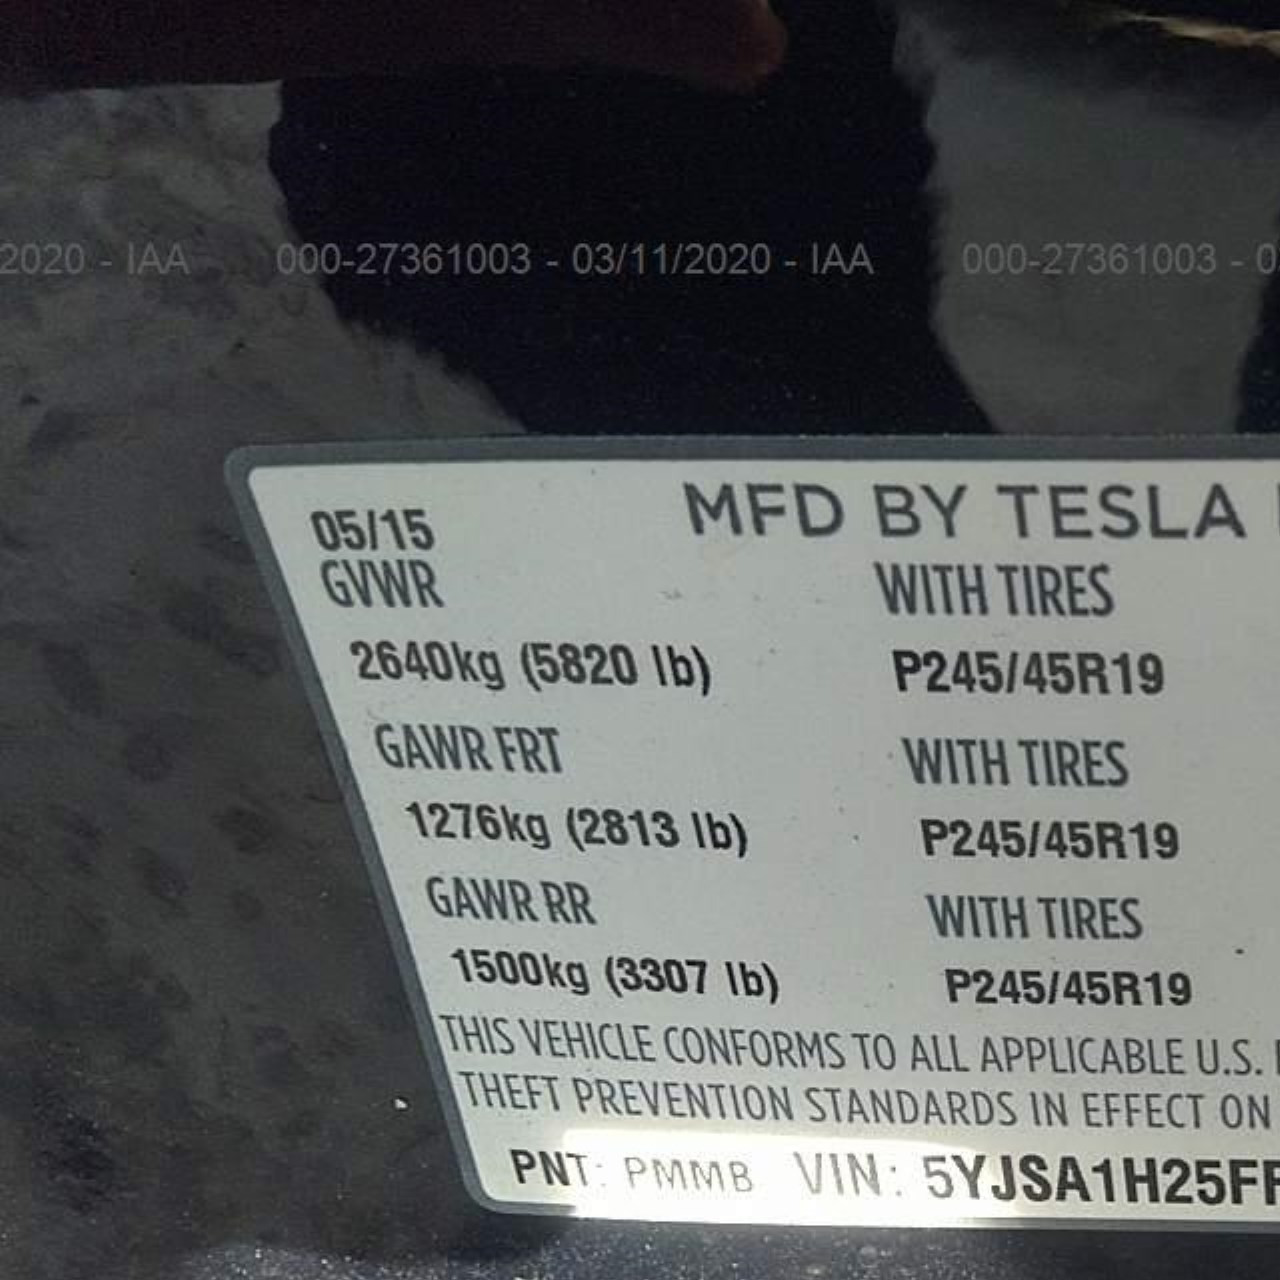 2020 - IAA 000-27361003 - 03/11/2020 - IAA 000-27361003 - 0
MFD BY TESLA
05/15
GVWR WITH TIRES
2640kg (5820 lb) P245/45R19
GAWR FRT WITH TIRES
1276kg (2813 lb) P245/45R19
GAWR RR WITH TIRES
1500kg (3307 lb) P245/45R19
THIS VEHICLE CONFORMS TO ALL APPLICABLE U.S.
THEFT PREVENTION STANDARDS IN EFFECT ON
PNT: PMMB VIN: 5YJSA1H25FF